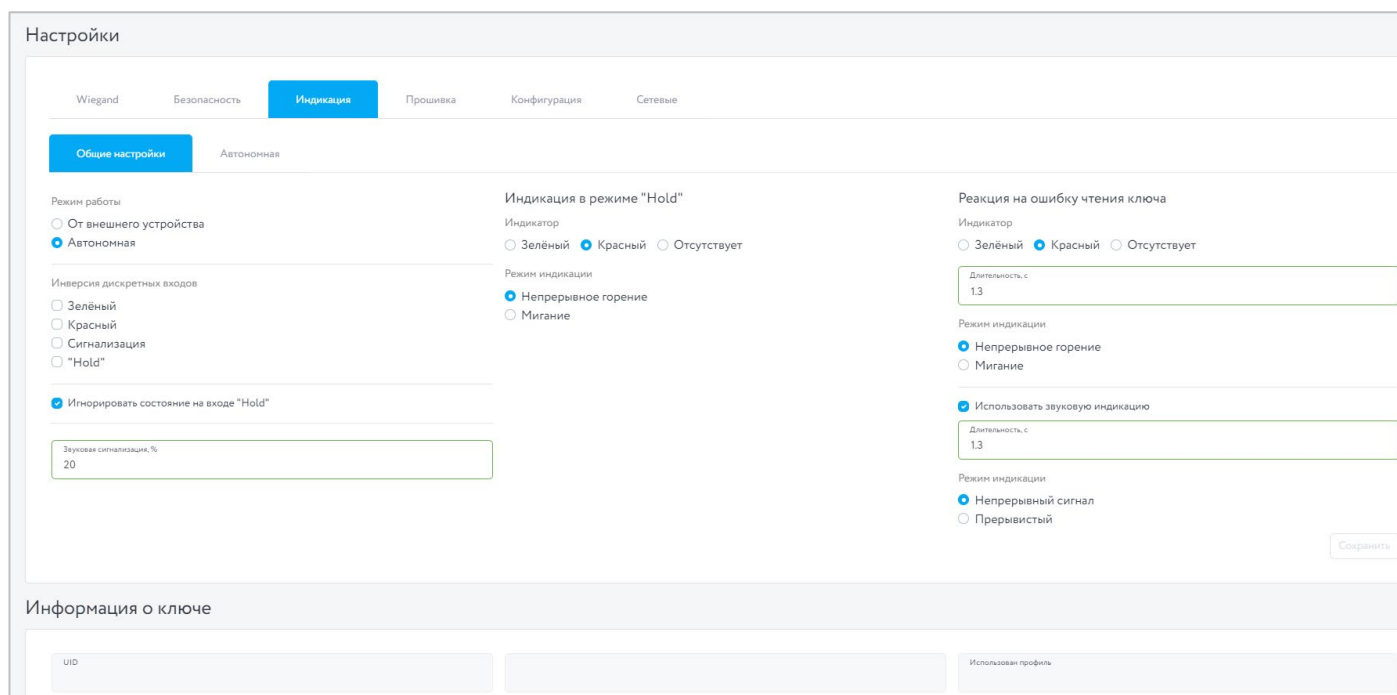 Настройки
Wiegand Безопасность Индикация Прошивка Конфигурация Сетевые
Общие настройки Автономная
Режим работы
От внешнего устройства
Автономная
Инверсия дискретных входов
Зелёный
Красный
Сигнализация
"Hold"
Игнорировать состояние на входе "Hold"
Звуковая сигнализация, %
20
Индикация в режиме "Hold"
Индикатор
Зелёный Красный Отсутствует
Режим индикации
Непрерывное горение
Мигание
Реакция на ошибку чтения ключа
Индикатор
Зелёный Красный Отсутствует
Длительность, с
1.3
Режим индикации
Непрерывное горение
Мигание
Использовать звуковую индикацию
Длительность, с
1.3
Режим индикации
Непрерывный сигнал
Прерывистый
Сохранить
Информация о ключе
UID
Использован профиль